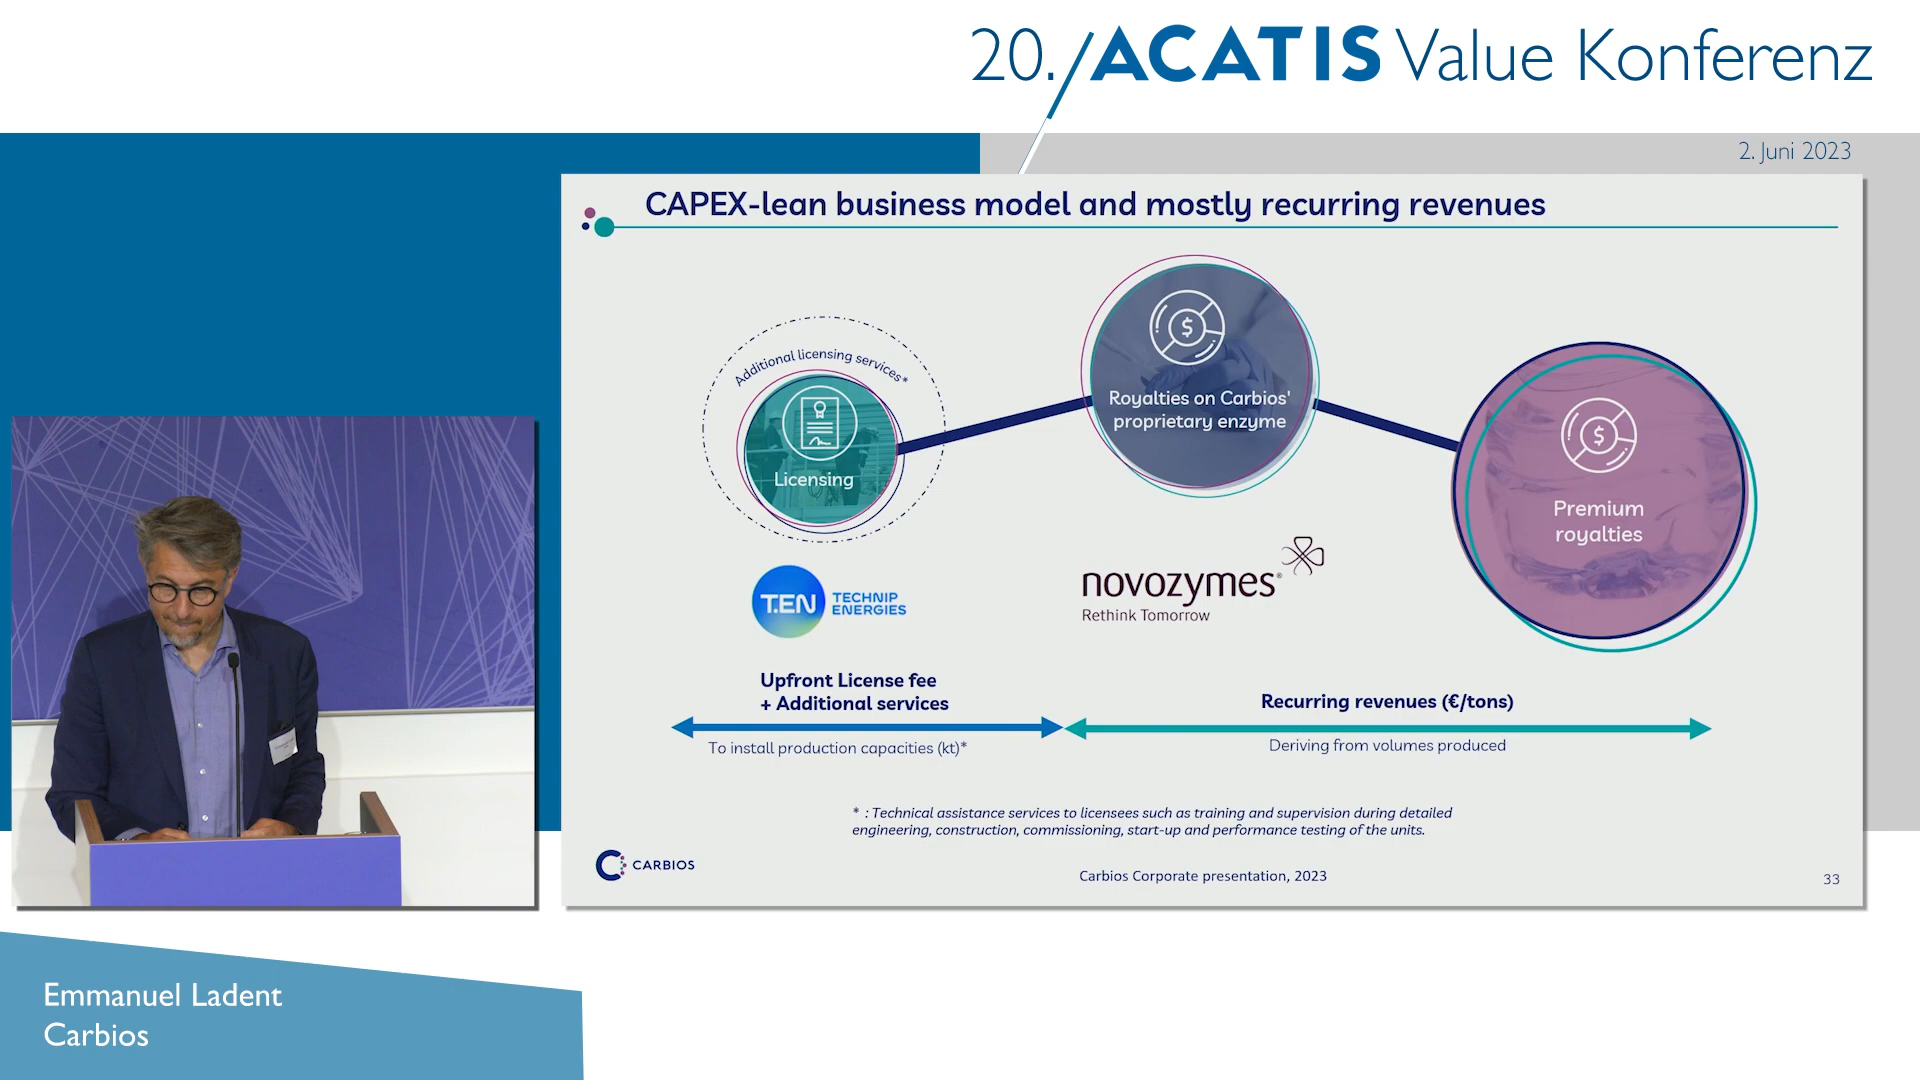 20. ACATIS Value Konferenz
2. Juni 2023
CAPEX-lean business model and mostly recurring revenues
Additional licensing services*
Licensing
Royalties on Carbios'
proprietary enzyme
Premium
royalties
T.EN TECHNIP
ENERGIES
novozymes®
Rethink Tomorrow
Upfront License fee
+ Additional services
To install production capacities (kt)*
Recurring revenues (€/tons)
Deriving from volumes produced
* : Technical assistance services to licensees such as training and supervision during detailed
engineering, construction, commissioning, start-up and performance testing of the units.
CARBIOS
Carbios Corporate presentation, 2023
33
Emmanuel Ladent
Carbios